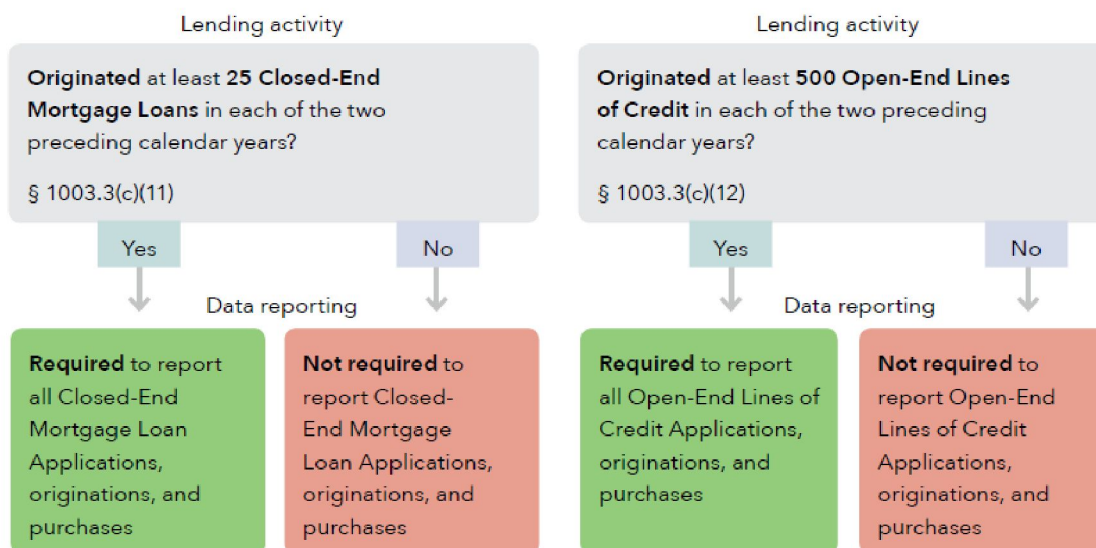 Lending activity
Originated at least 25 Closed-End
Mortgage Loans in each of the two
preceding calendar years?
§ 1003.3(c)(11)
Yes
No
Data reporting
Required to report
all Closed-End
Mortgage Loan
Applications,
originations, and
purchases
Not required to
report Closed-
End Mortgage
Loan Applications,
originations, and
purchases
Lending activity
Originated at least 500 Open-End Lines
of Credit in each of the two preceding
calendar years?
§ 1003.3(c)(12)
Yes
No
Data reporting
Required to report
all Open-End Lines of
Credit Applications,
originations, and
purchases
Not required to
report Open-End
Lines of Credit
Applications,
originations, and
purchases